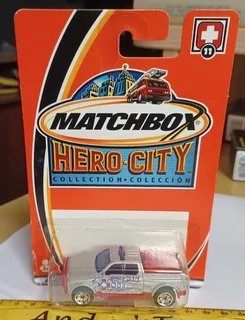 11
MATCHBOX
HERO-CITY
COLLECTION • COLECCIÓN